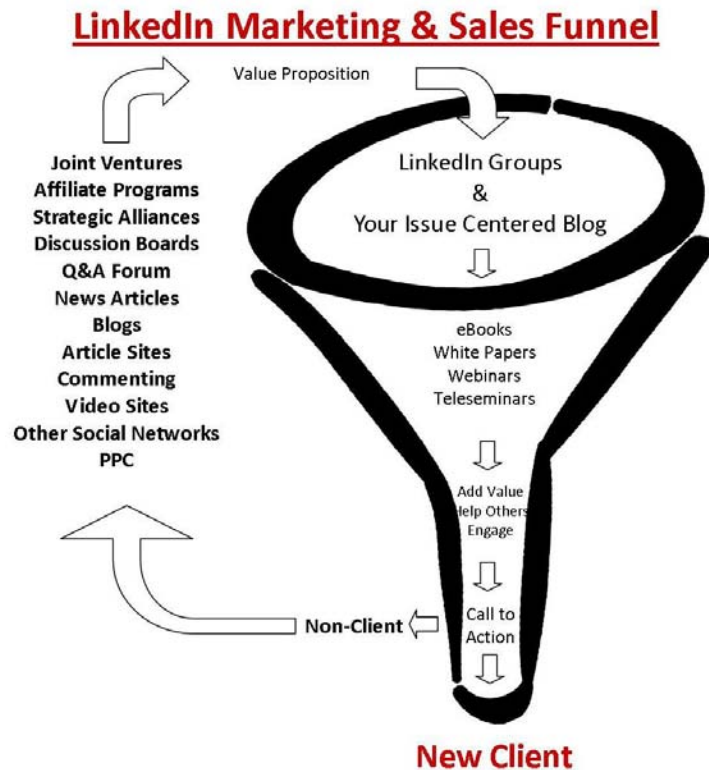 LinkedIn Marketing & Sales Funnel
Value Proposition
Joint Ventures
Affiliate Programs
Strategic Alliances
Discussion Boards
Q&A Forum
News Articles
Blogs
Article Sites
Commenting
Video Sites
Other Social Networks
PPC
LinkedIn Groups
&
Your Issue Centered Blog
eBooks
White Papers
Webinars
Teleseminars
Add Value
Help Others
Engage
Call to
Action
Non-Client
New Client